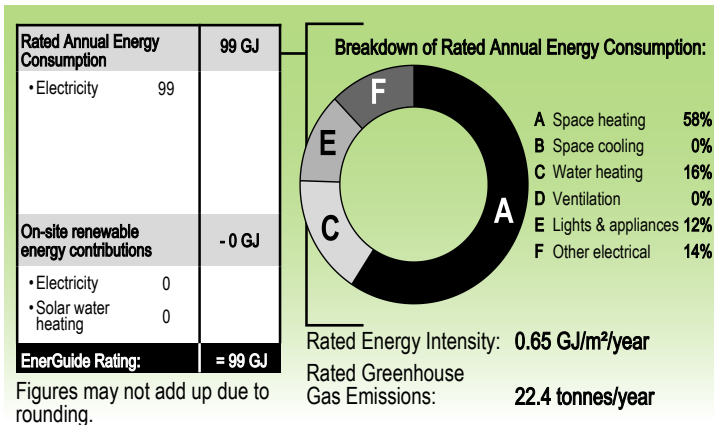 Rated Annual Energy
Consumption
99 GJ
• Electricity 99
On-site renewable
energy contributions
- 0 GJ
• Electricity 0
• Solar water
heating
0
EnerGuide Rating: = 99 GJ
Figures may not add up due to
rounding.
Breakdown of Rated Annual Energy Consumption:
F
E
C
A
A Space heating 58%
B Space cooling 0%
C Water heating 16%
D Ventilation 0%
E Lights & appliances 12%
F Other electrical 14%
Rated Energy Intensity: 0.65 GJ/m²/year
Rated Greenhouse
Gas Emissions: 22.4 tonnes/year